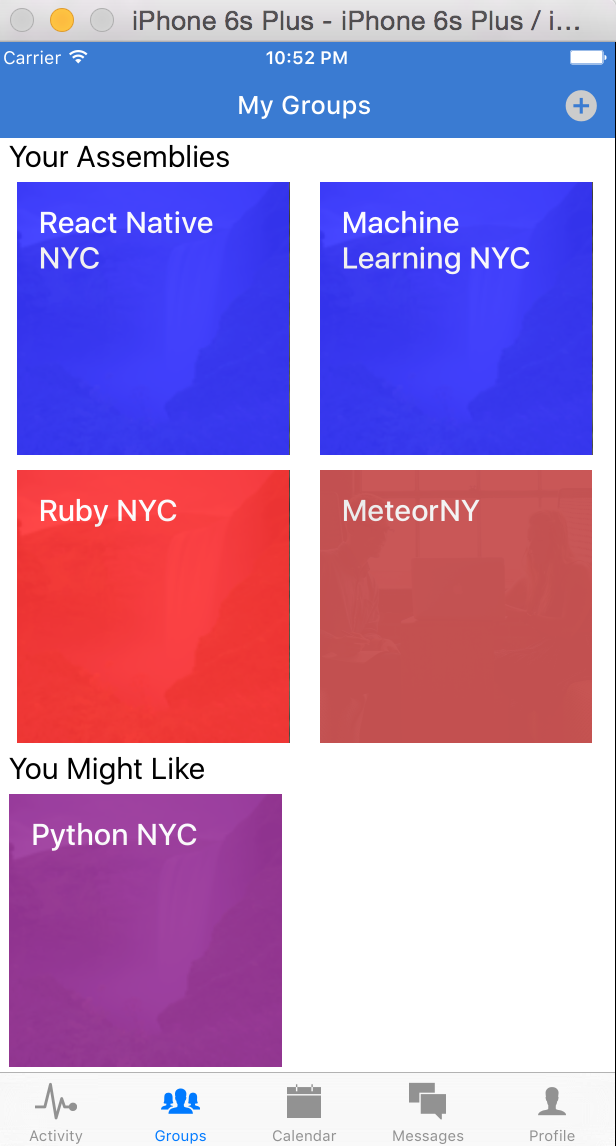 iPhone 6s Plus - iPhone 6s Plus / i...
Carrier 10:52 PM
My Groups
Your Assemblies
React Native
NYC
Machine
Learning NYC
Ruby NYC
MeteorNY
You Might Like
Python NYC
Activity Groups Calendar Messages Profile